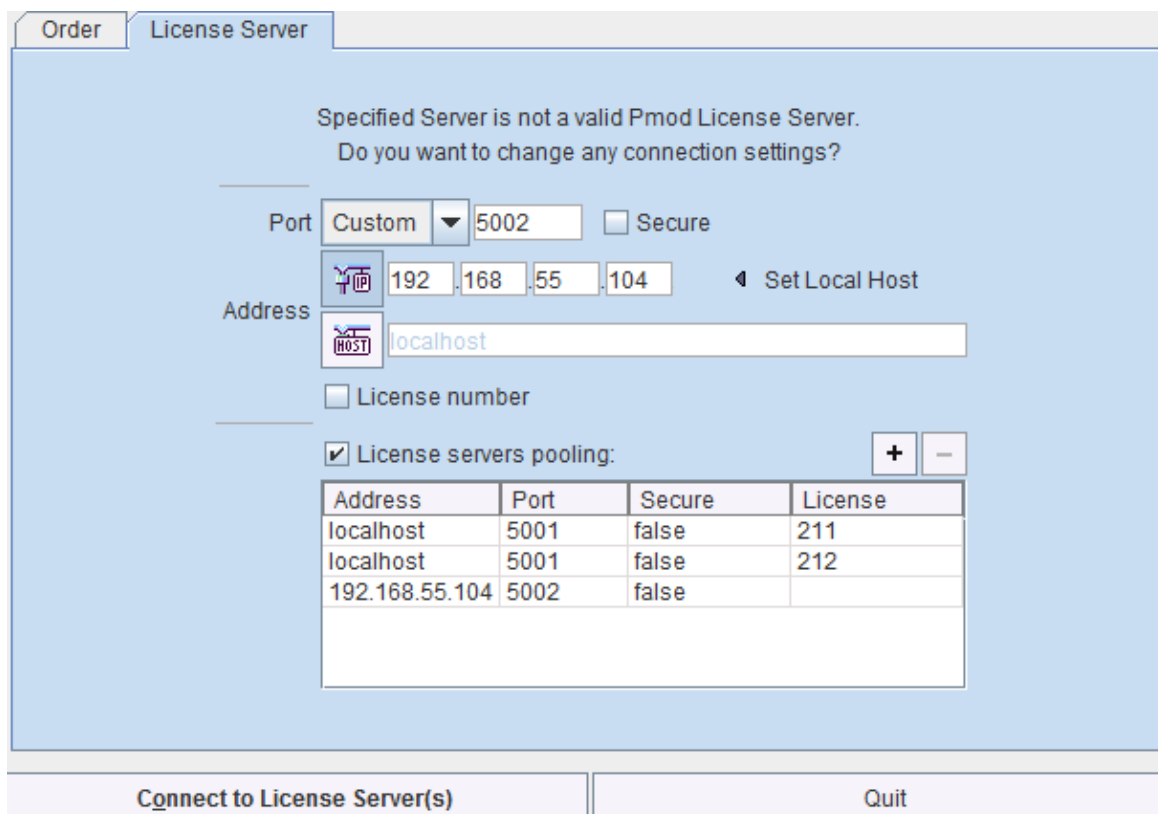 Order License Server
Specified Server is not a valid Pmod License Server.
Do you want to change any connection settings?
Port Custom 5002 Secure
IP 192 .168 .55 .104 Set Local Host
Address
HOST localhost
License number
License servers pooling: + −
Address Port Secure License
localhost 5001 false 211
localhost 5001 false 212
192.168.55.104 5002 false
Connect to License Server(s) Quit